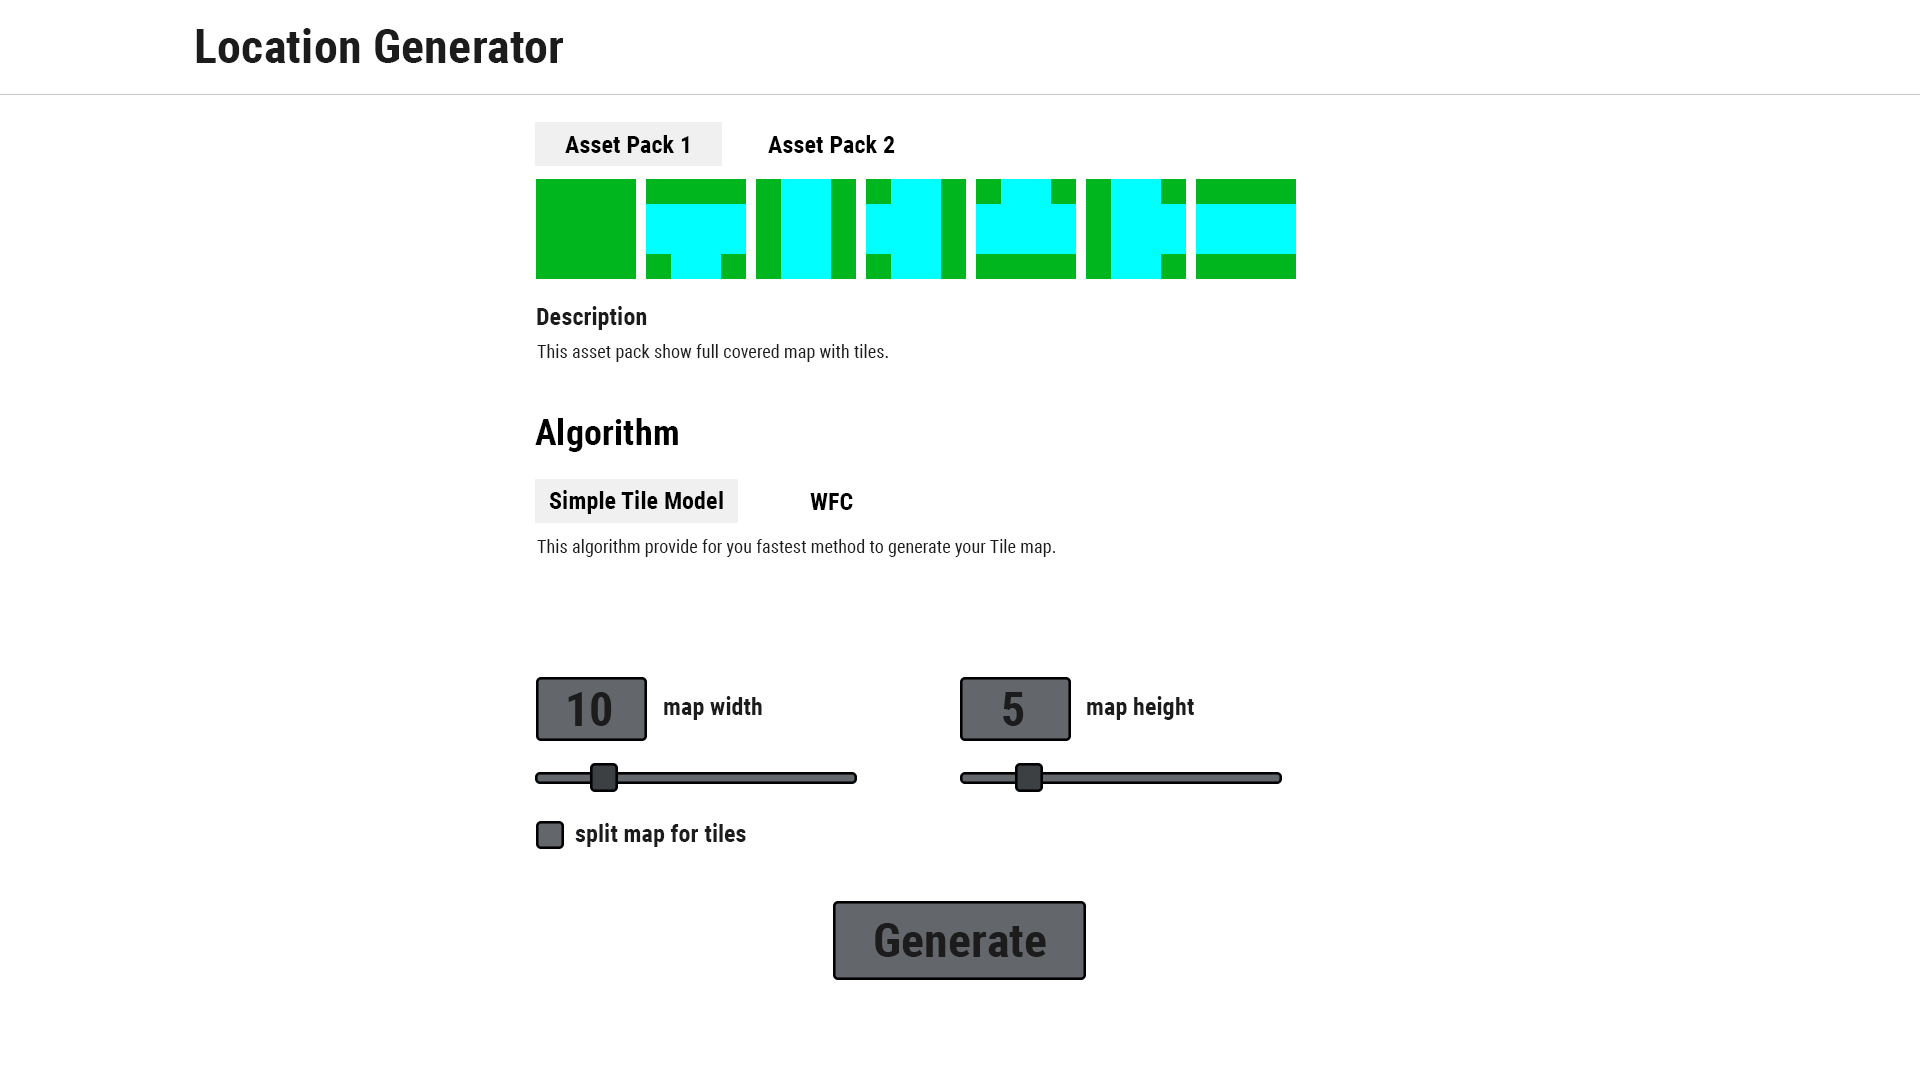 Location Generator
Asset Pack 1 Asset Pack 2
Description
This asset pack show full covered map with tiles.
Algorithm
Simple Tile Model WFC
This algorithm provide for you fastest method to generate your Tile map.
10 map width 5 map height
split map for tiles
Generate